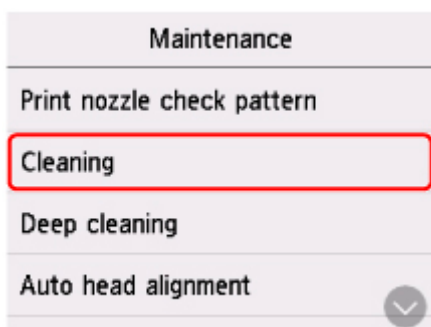 Maintenance
Print nozzle check pattern
Cleaning
Deep cleaning
Auto head alignment